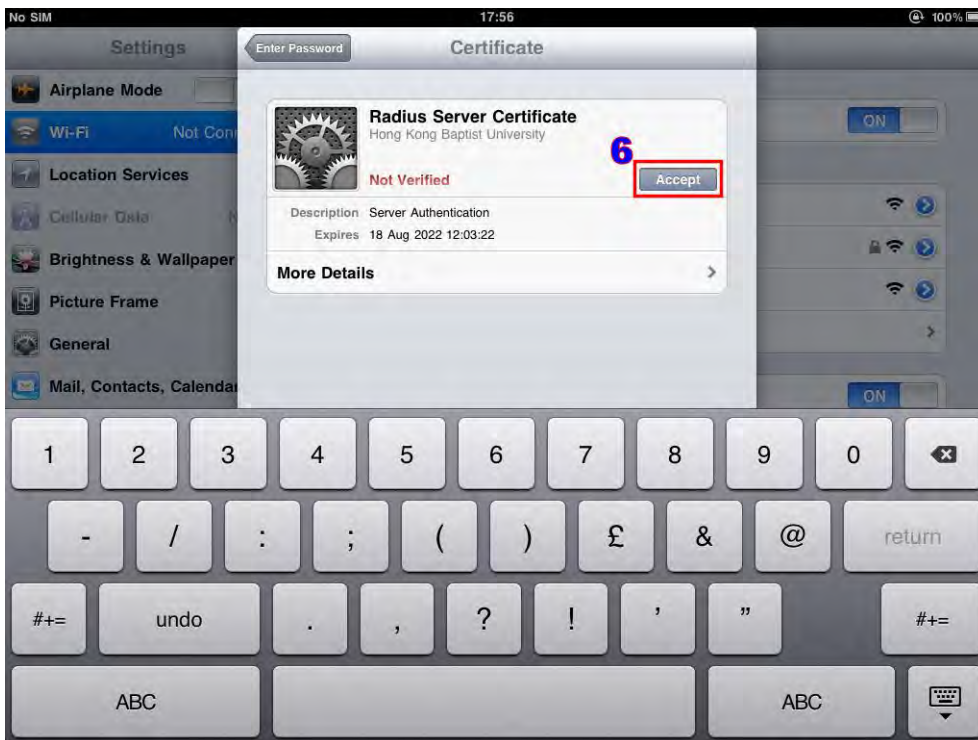 No SIM 17:56 100%
Settings Enter Password Certificate
Airplane Mode
Radius Server Certificate
Hong Kong Baptist University
ON
Wi-Fi Not Conn
6
Not Verified Accept
Location Services
Description Server Authentication
Cellular Data N
Expires 18 Aug 2022 12:03:22
Brightness & Wallpaper
More Details
Picture Frame
General
Mail, Contacts, Calendar
ON
1 2 3 4 5 6 7 8 9 0
- / : ; ( ) £ & @ return
#+= undo . , ? ! ’ ” #+=
ABC ABC